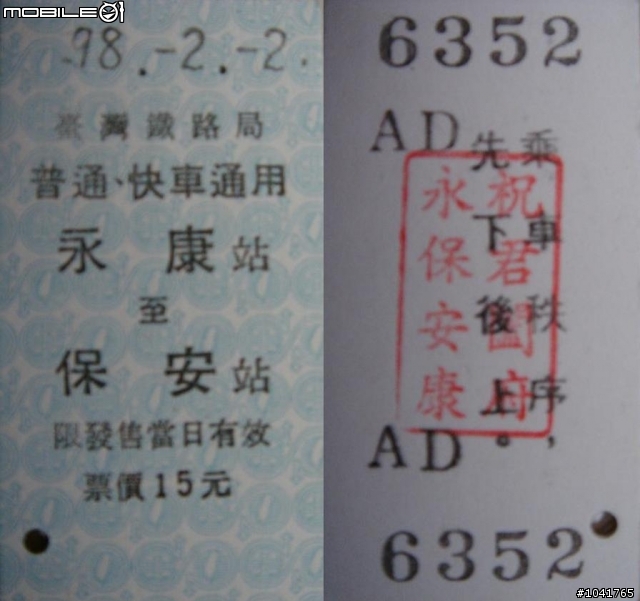 MOBILE01
98.-2.-2.
臺灣鐵路局
普通、快車通用
永康站
至
保安站
限發售當日有效
票價15元
6352
AD
乘車秩序，
先下後上。
祝君闔府
永保安康
AD
6352
#1041765